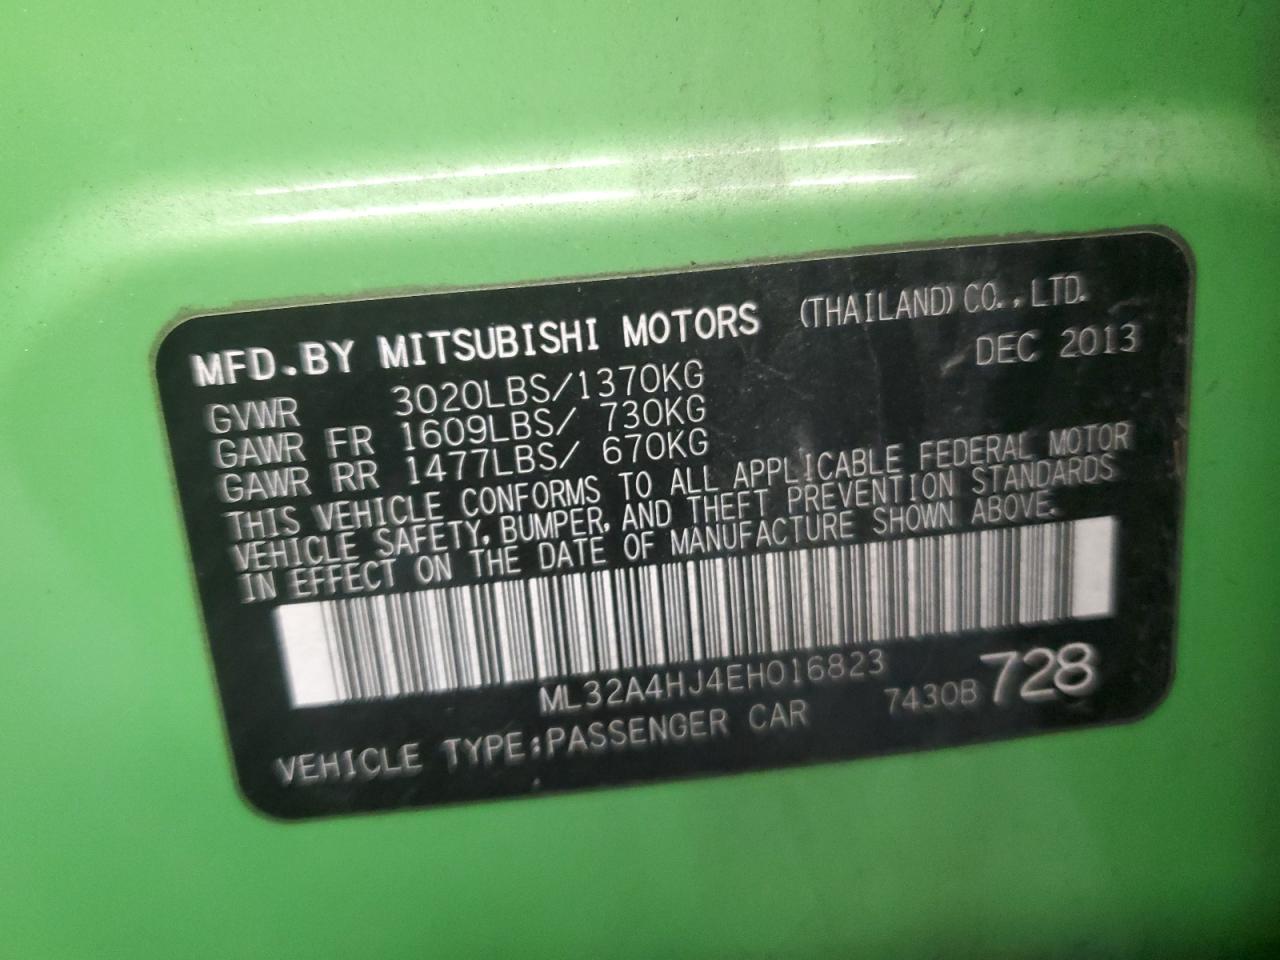 MFD.BY MITSUBISHI MOTORS (THAILAND) CO.,LTD.
DEC 2013
GVWR 3020LBS/1370KG
GAWR FR 1609LBS/ 730KG
GAWR RR 1477LBS/ 670KG
THIS VEHICLE CONFORMS TO ALL APPLICABLE FEDERAL MOTOR
VEHICLE SAFETY, BUMPER, AND THEFT PREVENTION STANDARDS
IN EFFECT ON THE DATE OF MANUFACTURE SHOWN ABOVE.
ML32A4HJ4EH016823
VEHICLE TYPE:PASSENGER CAR 7430B 728